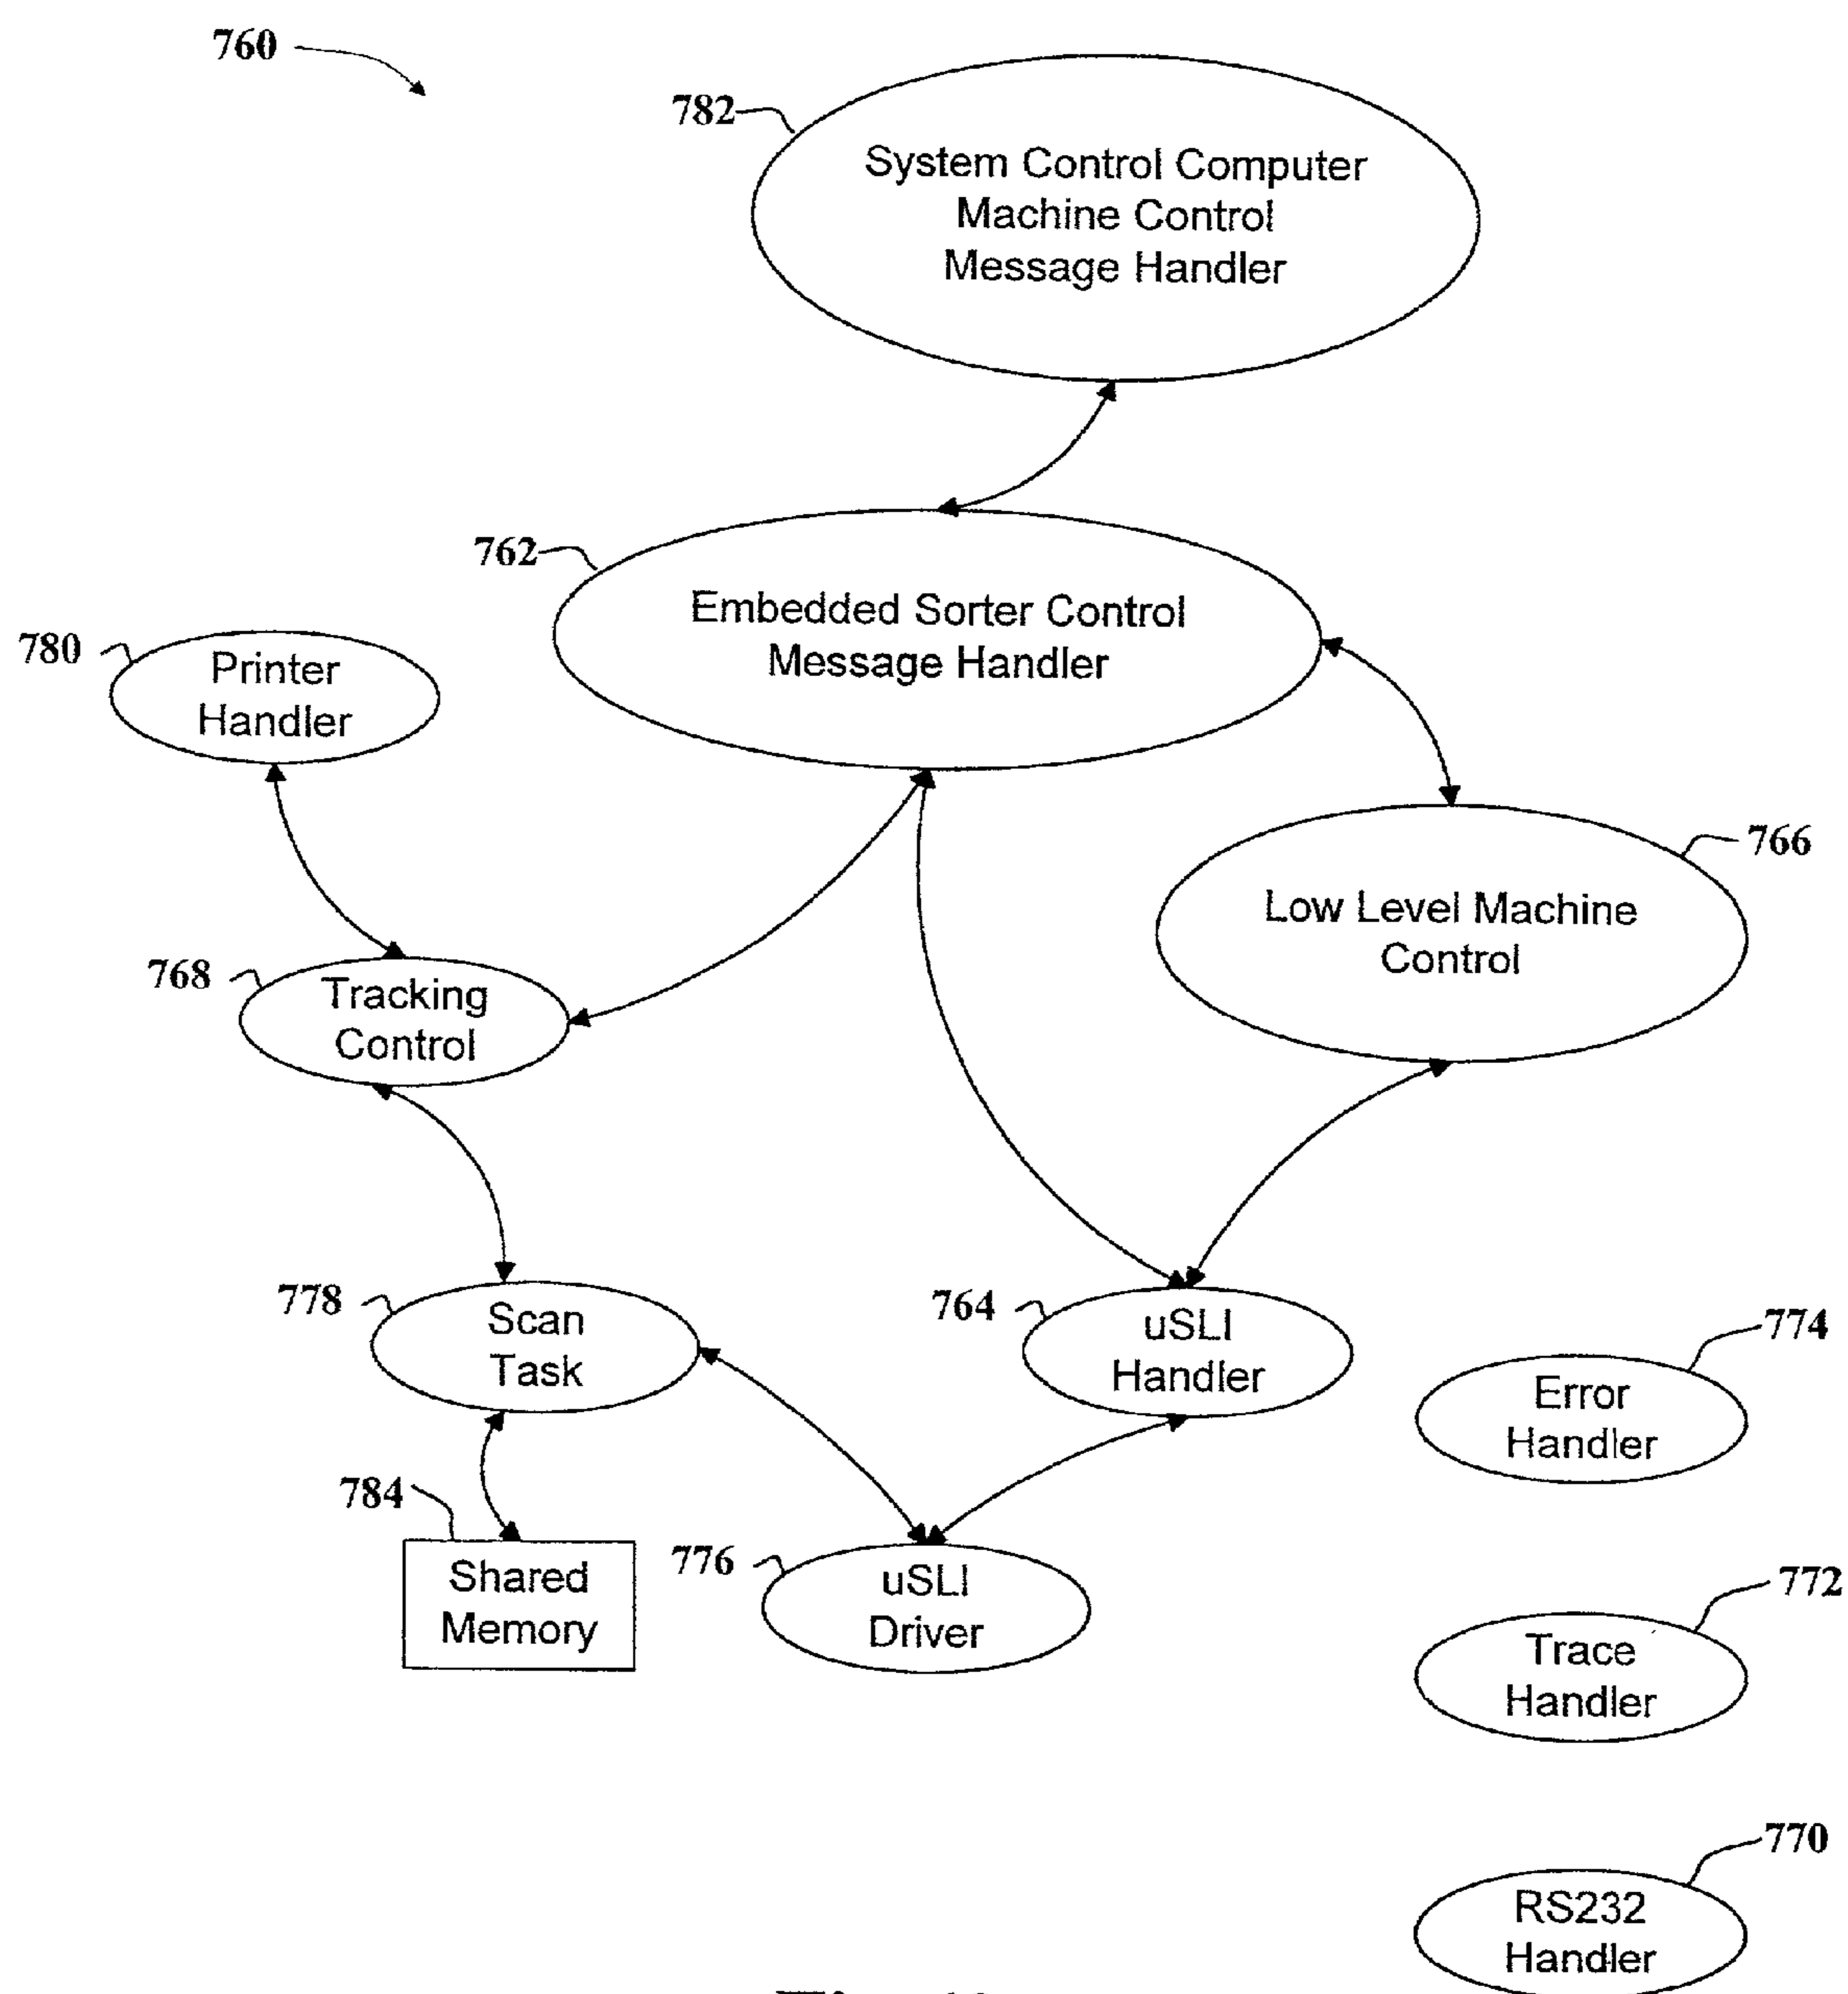 760
782
System Control Computer
Machine Control
Message Handler
762
Embedded Sorter Control
Message Handler
780
Printer
Handler
766
Low Level Machine
Control
768
Tracking
Control
778
Scan
Task
764
uSLI
Handler
774
Error
Handler
784
Shared
Memory
776
uSLI
Driver
772
Trace
Handler
770
RS232
Handler